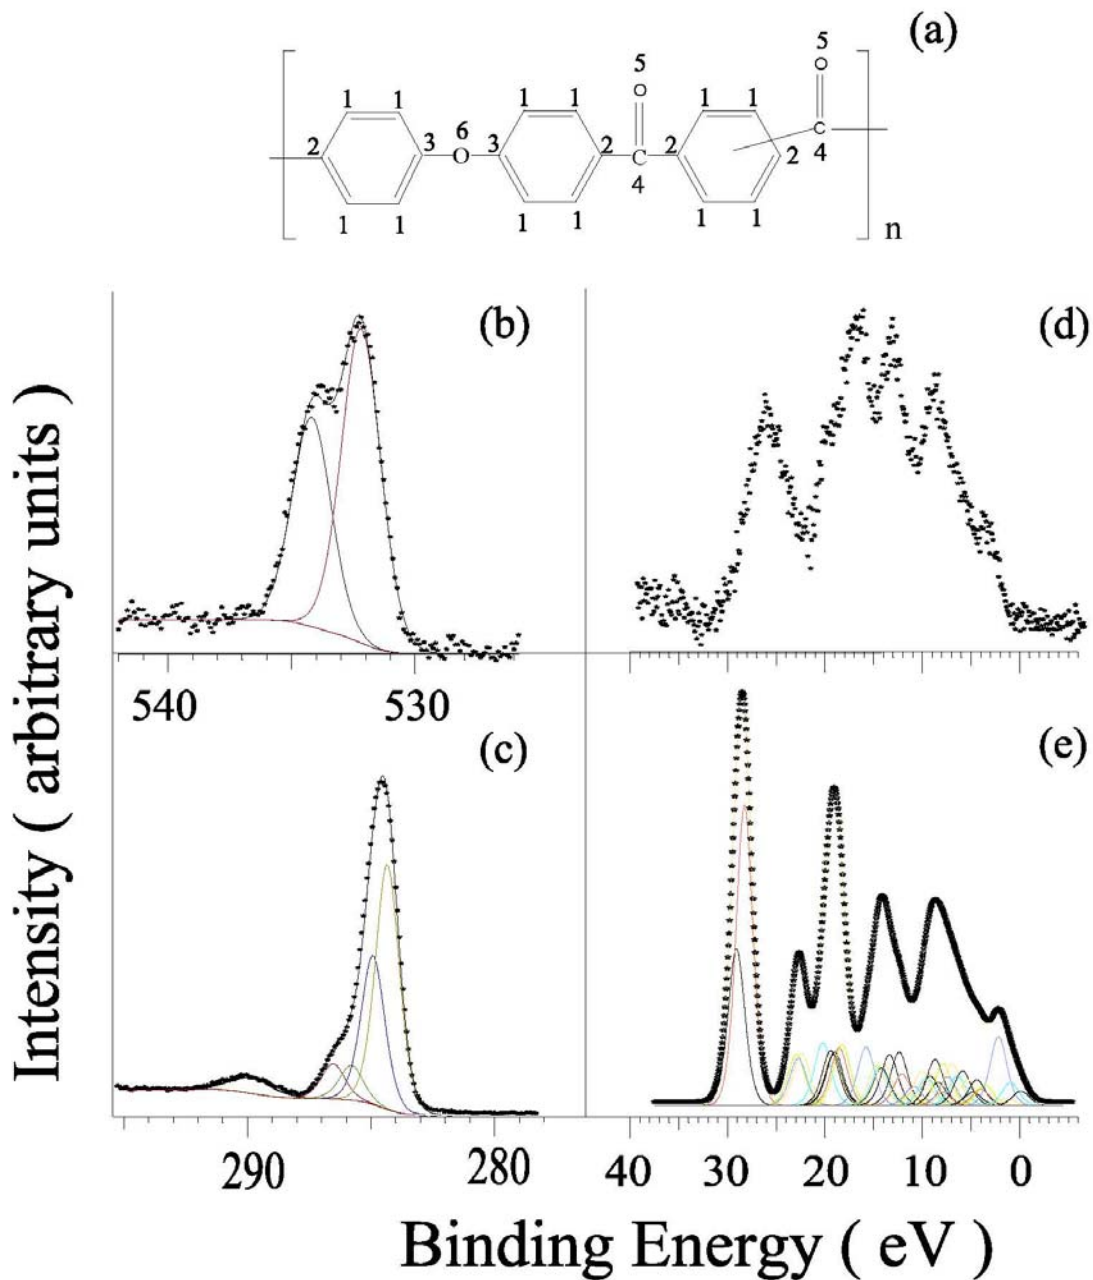 (a)
5 5
O O
1 1 1 1 1 1
2 3 6 O 3 2 C 2 2 C
4 4
1 1 1 1 1 1
n
(b) (d)
540 530
(c) (e)
290 280 40 30 20 10 0
Intensity ( arbitrary units )
Binding Energy ( eV )